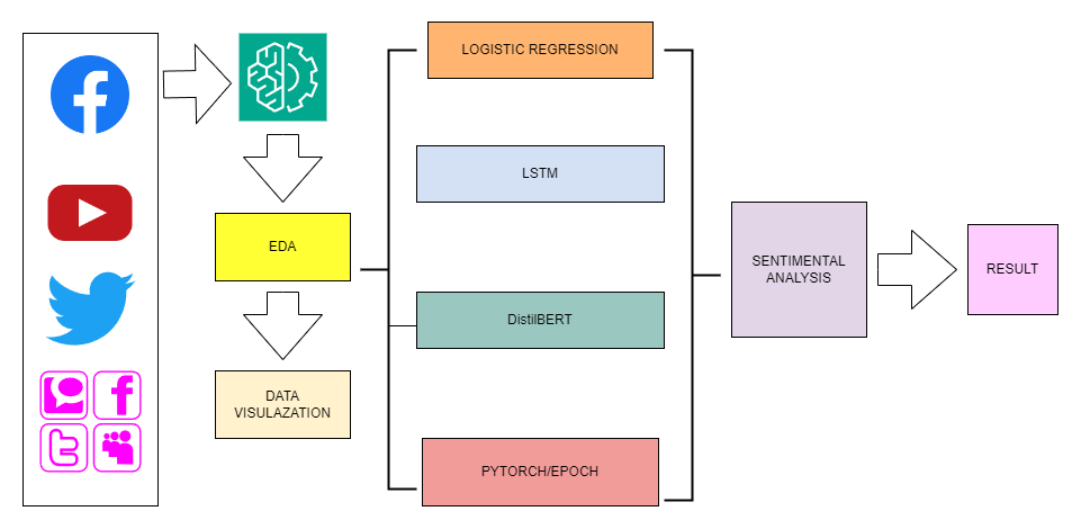 LOGISTIC REGRESSION
LSTM
EDA
DistilBERT
DATA
VISULAZATION
PYTORCH/EPOCH
SENTIMENTAL
ANALYSIS
RESULT